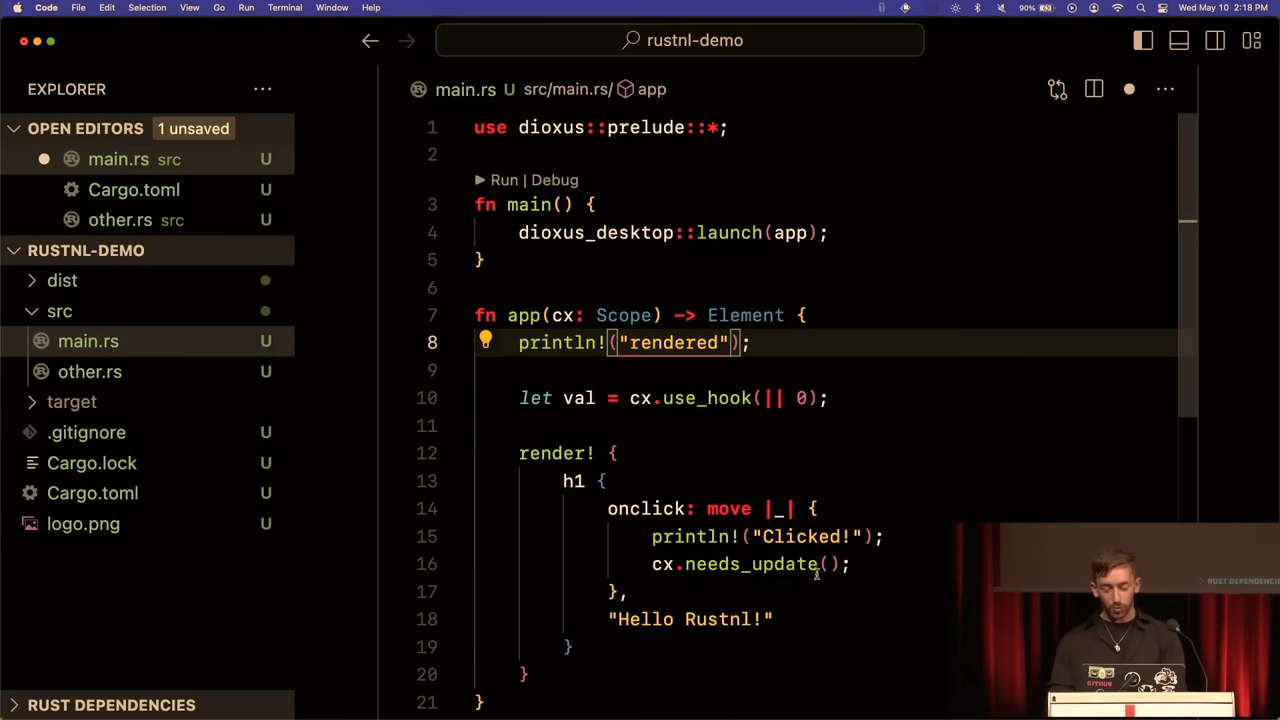 Code File Edit Selection View Go Run Terminal Window Help 90% Wed May 10 2:18 PM
rustnl-demo
EXPLORER
OPEN EDITORS 1 unsaved
main.rs src U
Cargo.toml U
other.rs src U
RUSTNL-DEMO
dist
src
main.rs U
other.rs U
target
.gitignore U
Cargo.lock U
Cargo.toml U
logo.png U
RUST DEPENDENCIES
main.rs U src/main.rs/ app
1 use dioxus::prelude::*;
2
Run | Debug
3 fn main() {
4 dioxus_desktop::launch(app);
5 }
6
7 fn app(cx: Scope) -> Element {
8 println!("rendered");
9
10 let val = cx.use_hook(|| 0);
11
12 render! {
13 h1 {
14 onclick: move |_| {
15 println!("Clicked!");
16 cx.needs_update();
17 },
18 "Hello Rustnl!"
19 }
20 }
21 }
RUST DEPENDENCIES
GITHUB